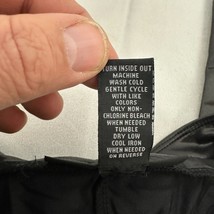 TURN INSIDE OUT
MACHINE
WASH COLD
GENTLE CYCLE
WITH LIKE
COLORS
ONLY NON-
CHLORINE BLEACH
WHEN NEEDED
TUMBLE
DRY LOW
COOL IRON
WHEN NEEDED
ON REVERSE